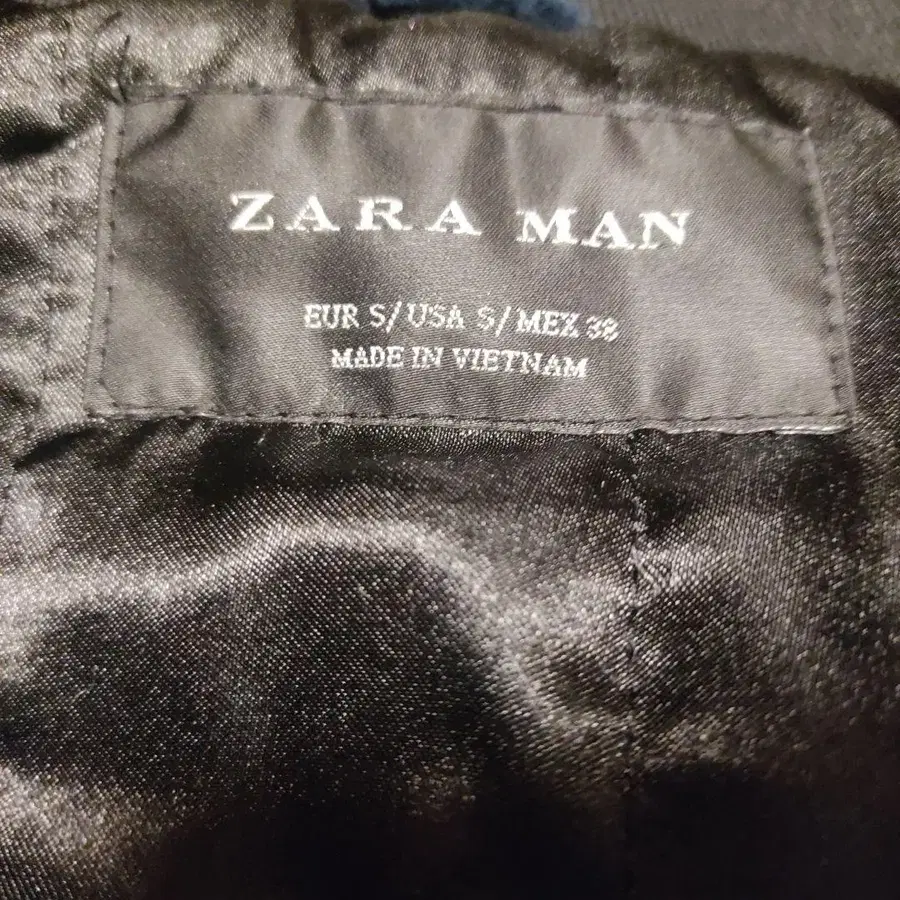 ZARA MAN
EUR S/USA S/MEX 38
MADE IN VIETNAM